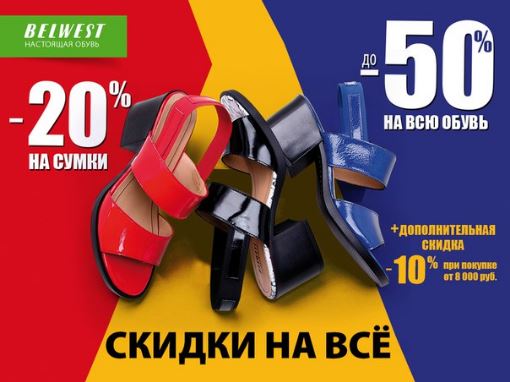 BELWEST
НАСТОЯЩАЯ ОБУВЬ
-20%
НА СУМКИ
ДО -50%
НА ВСЮ ОБУВЬ
+ДОПОЛНИТЕЛЬНАЯ
СКИДКА
-10% при покупке
от 8 000 руб.
BELWEST
СКИДКИ НА ВСЁ